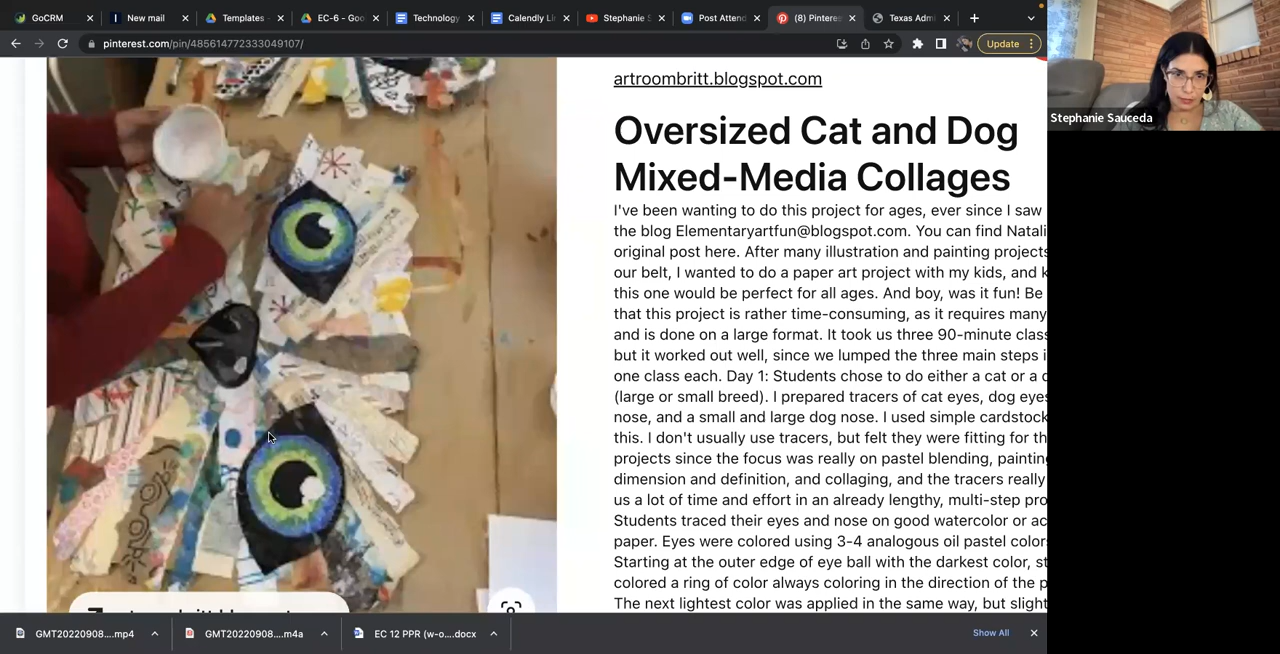 GoCRM
New mail
Templates
EC-6 - Goo
Technology
Calendly Li
Stephanie S
Post Attend
(8) Pinteres
Texas Adm
pinterest.com/pin/485614772333049107/
Update
artroombritt.blogspot.com
Oversized Cat and Dog
Mixed-Media Collages
I've been wanting to do this project for ages, ever since I saw
the blog Elementaryartfun@blogspot.com. You can find Natali
original post here. After many illustration and painting projects
our belt, I wanted to do a paper art project with my kids, and k
this one would be perfect for all ages. And boy, was it fun! Be
that this project is rather time-consuming, as it requires many
and is done on a large format. It took us three 90-minute class
but it worked out well, since we lumped the three main steps i
one class each. Day 1: Students chose to do either a cat or a d
(large or small breed). I prepared tracers of cat eyes, dog eyes
nose, and a small and large dog nose. I used simple cardstock
this. I don't usually use tracers, but felt they were fitting for th
projects since the focus was really on pastel blending, painting
dimension and definition, and collaging, and the tracers really
us a lot of time and effort in an already lengthy, multi-step pro
Students traced their eyes and nose on good watercolor or ac
paper. Eyes were colored using 3-4 analogous oil pastel colors
Starting at the outer edge of eye ball with the darkest color, st
colored a ring of color always coloring in the direction of the p
The next lightest color was applied in the same way, but slight
Stephanie Sauceda
GMT20220908....mp4
GMT20220908....m4a
EC 12 PPR (w-o....docx
Show All